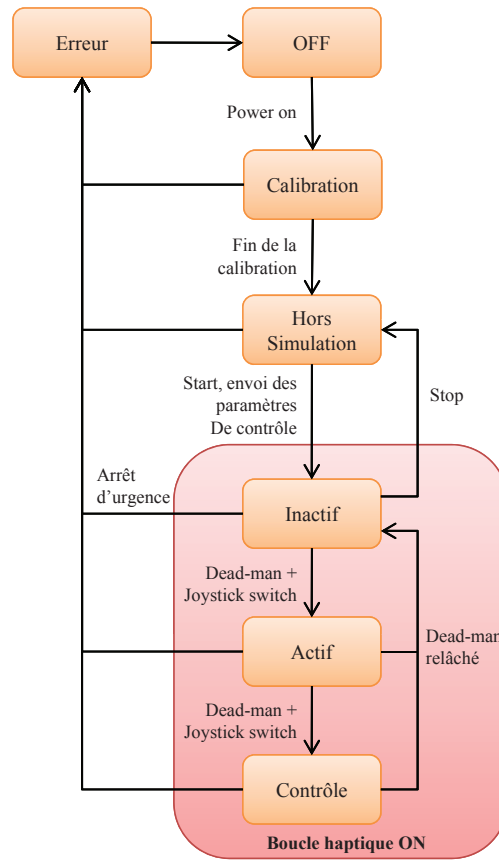 Erreur
OFF
Power on
Calibration
Fin de la
calibration
Hors
Simulation
Start, envoi des
paramètres
De contrôle
Stop
Arrêt
d'urgence
Inactif
Dead-man +
Joystick switch
Actif
Dead-man
relâché
Dead-man +
Joystick switch
Contrôle
Boucle haptique ON